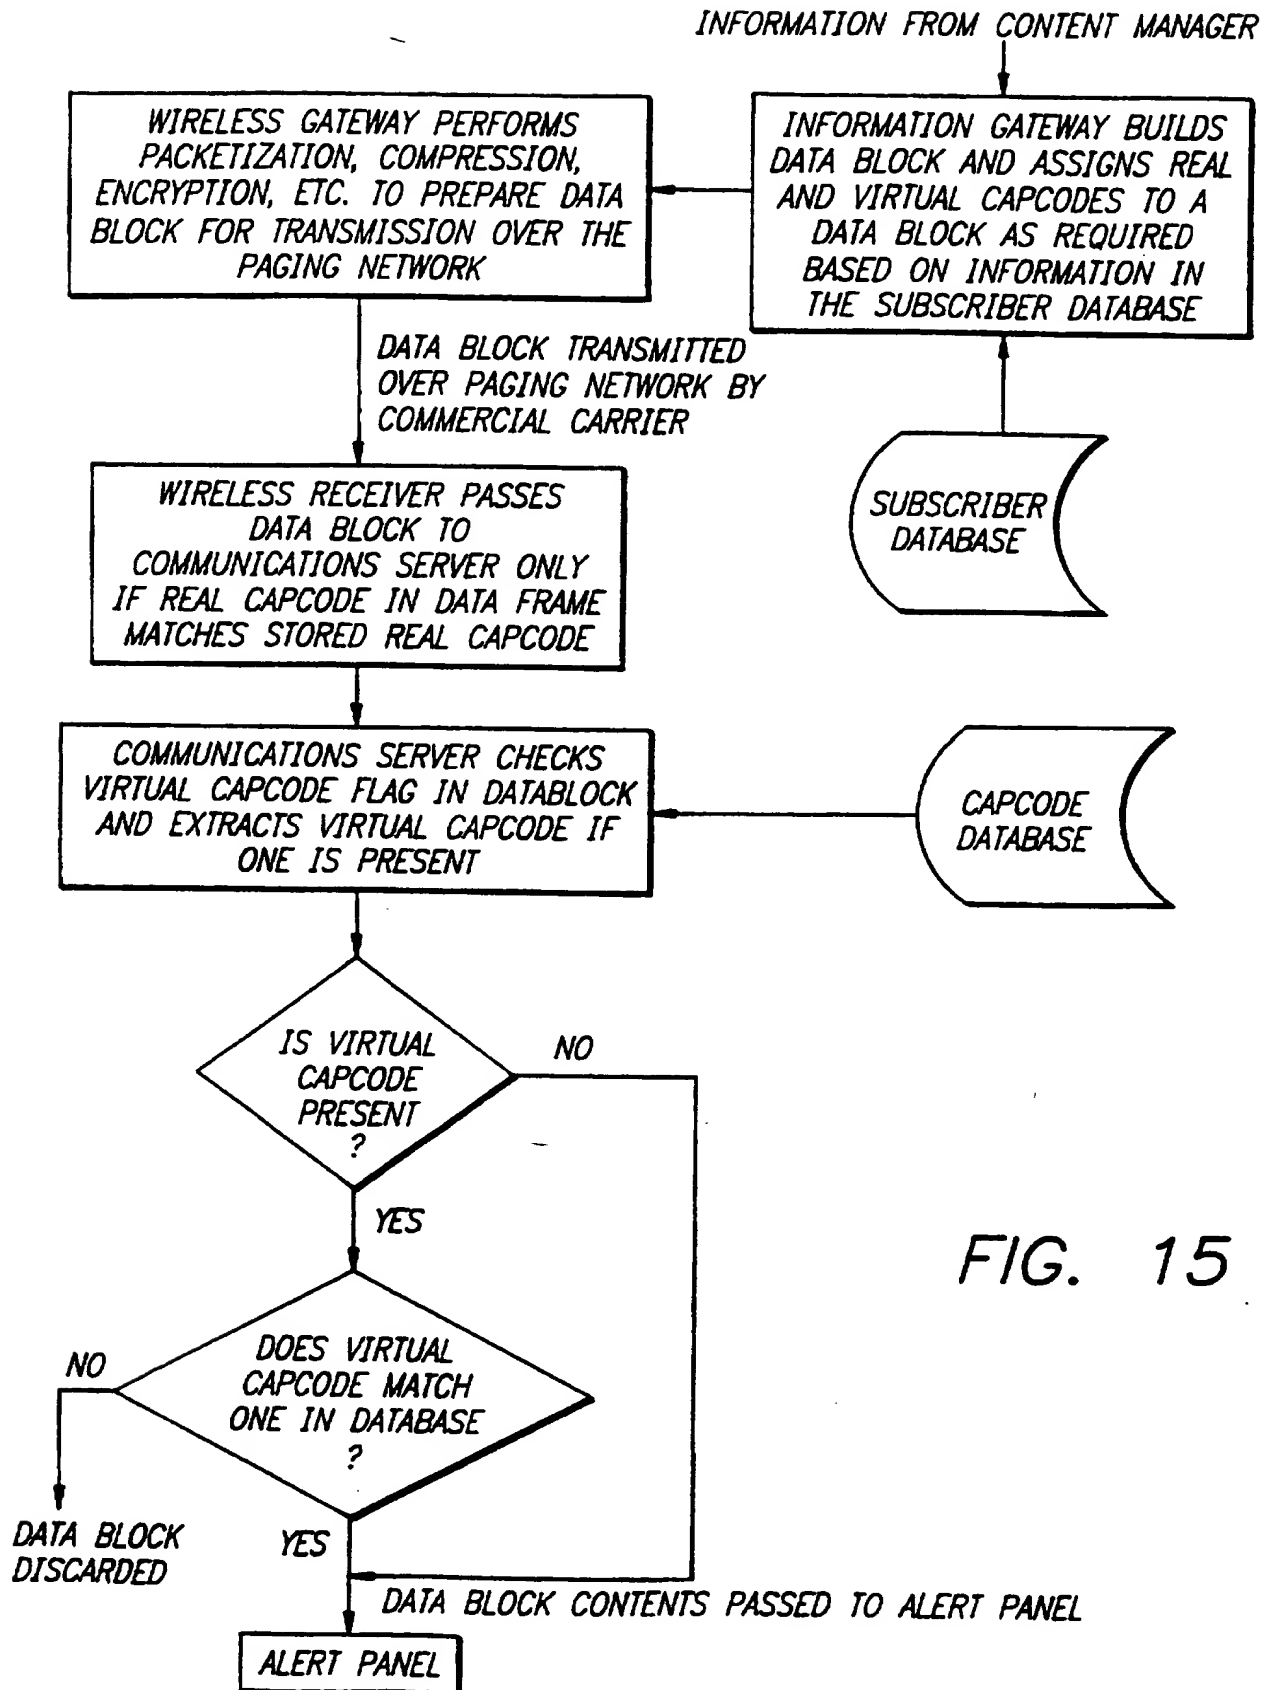 INFORMATION FROM CONTENT MANAGER
WIRELESS GATEWAY PERFORMS
PACKETIZATION, COMPRESSION,
ENCRYPTION, ETC. TO PREPARE DATA
BLOCK FOR TRANSMISSION OVER THE
PAGING NETWORK
INFORMATION GATEWAY BUILDS
DATA BLOCK AND ASSIGNS REAL
AND VIRTUAL CAPCODES TO A
DATA BLOCK AS REQUIRED
BASED ON INFORMATION IN
THE SUBSCRIBER DATABASE
DATA BLOCK TRANSMITTED
OVER PAGING NETWORK BY
COMMERCIAL CARRIER
SUBSCRIBER
DATABASE
WIRELESS RECEIVER PASSES
DATA BLOCK TO
COMMUNICATIONS SERVER ONLY
IF REAL CAPCODE IN DATA FRAME
MATCHES STORED REAL CAPCODE
COMMUNICATIONS SERVER CHECKS
VIRTUAL CAPCODE FLAG IN DATABLOCK
AND EXTRACTS VIRTUAL CAPCODE IF
ONE IS PRESENT
CAPCODE
DATABASE
IS VIRTUAL
CAPCODE
PRESENT
?
NO
YES
FIG. 15
DOES VIRTUAL
CAPCODE MATCH
ONE IN DATABASE
?
NO
DATA BLOCK
DISCARDED
YES
DATA BLOCK CONTENTS PASSED TO ALERT PANEL
ALERT PANEL